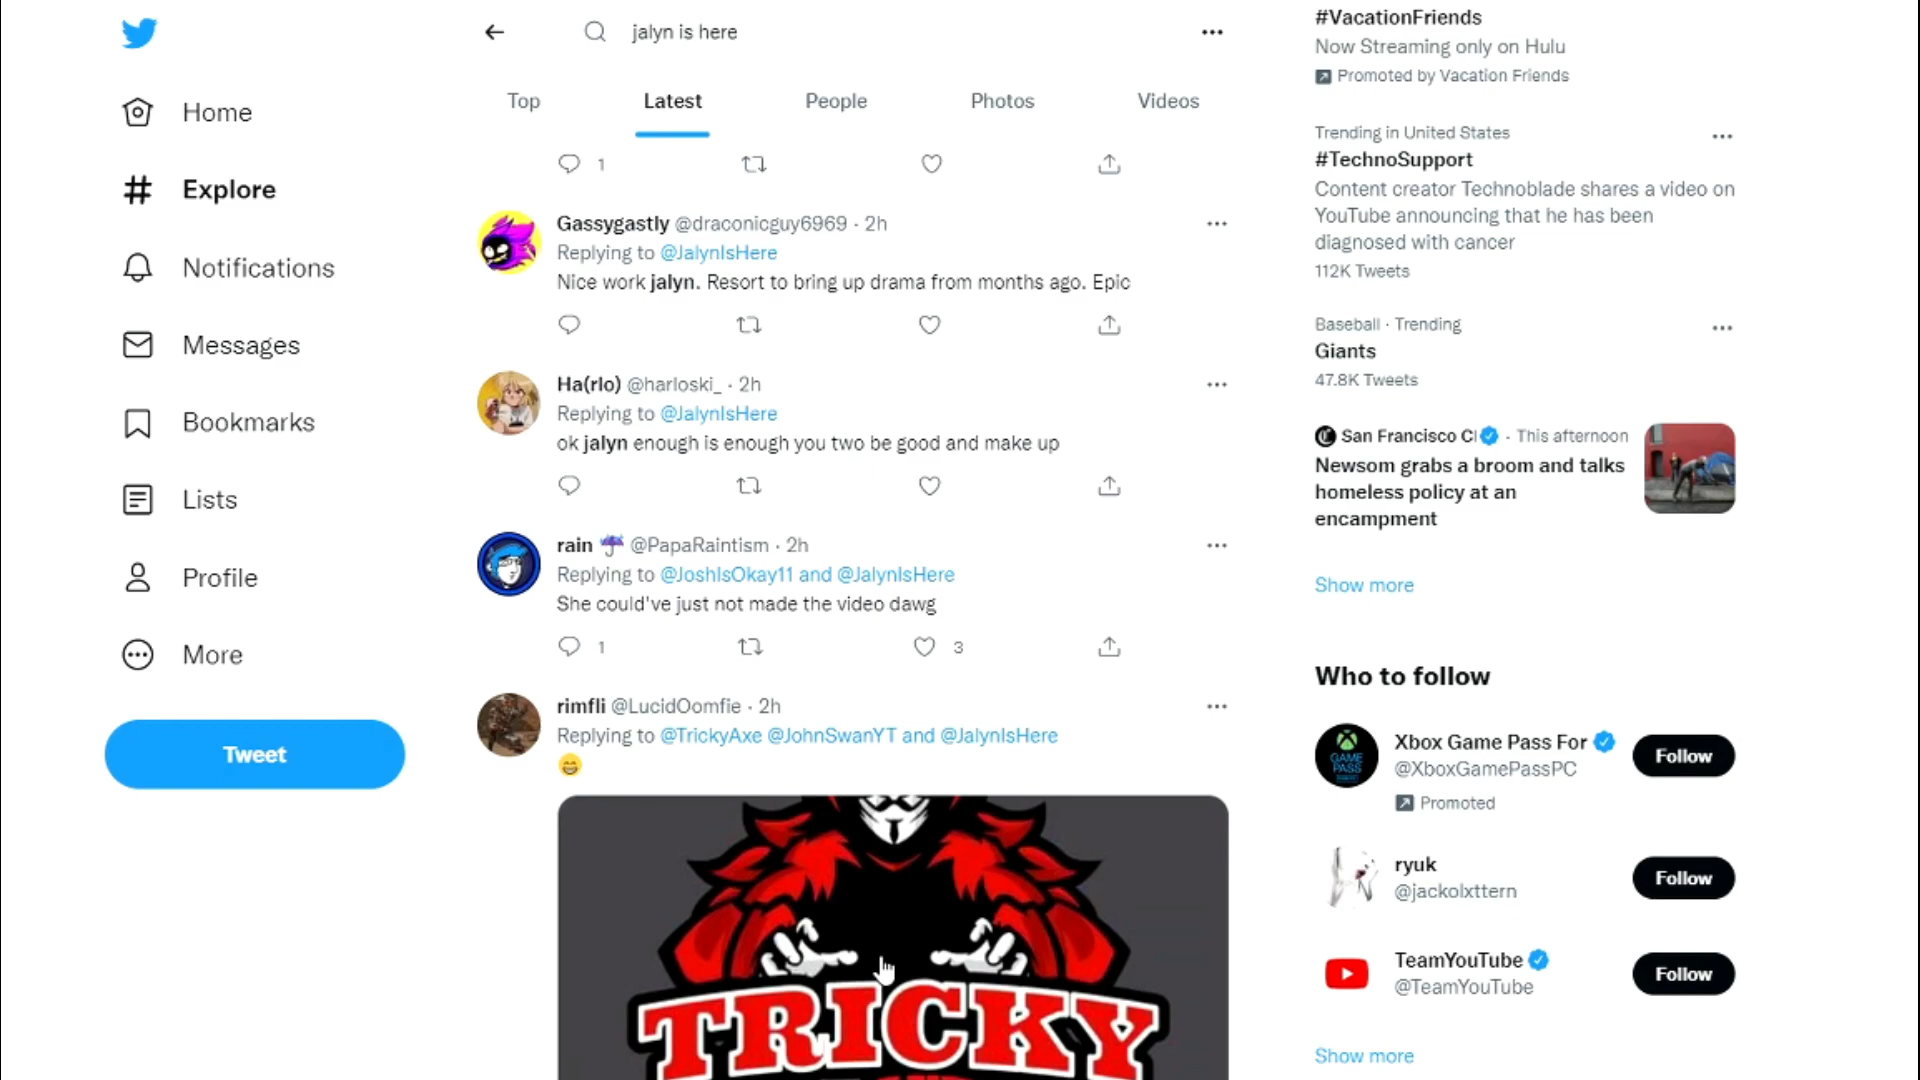 Home
Explore
Notifications
Messages
Bookmarks
Lists
Profile
More
Tweet
jalyn is here
Top
Latest
People
Photos
Videos
1
Gassygastly @draconicguy6969 · 2h
Replying to @JalynIsHere
Nice work jalyn. Resort to bring up drama from months ago. Epic
Ha(rlo) @harloski_ · 2h
Replying to @JalynIsHere
ok jalyn enough is enough you two be good and make up
rain ☔ @PapaRaintism · 2h
Replying to @JoshIsOkay11 and @JalynIsHere
She could've just not made the video dawg
1
3
rimfli @LucidOomfie · 2h
Replying to @TrickyAxe @JohnSwanYT and @JalynIsHere
😁
TRICKY
#VacationFriends
Now Streaming only on Hulu
Promoted by Vacation Friends
Trending in United States
#TechnoSupport
Content creator Technoblade shares a video on
YouTube announcing that he has been
diagnosed with cancer
112K Tweets
Baseball · Trending
Giants
47.8K Tweets
San Francisco C · This afternoon
Newsom grabs a broom and talks
homeless policy at an
encampment
Show more
Who to follow
GAME PASS
Xbox Game Pass For
@XboxGamePassPC
Promoted
Follow
ryuk
@jackolxttern
Follow
TeamYouTube
@TeamYouTube
Follow
Show more